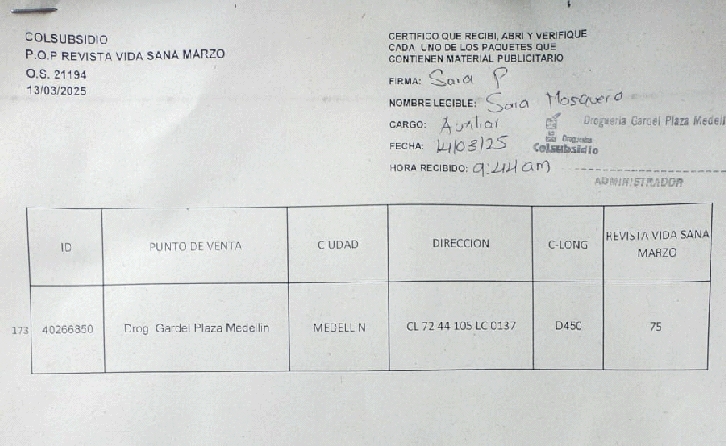 COLSUBSIDIO
P.O.P REVISTA VIDA SANA MARZO
O.S. 21194
13/03/2025
CERTIFICO QUE RECIBI, ABRI Y VERIFIQUE
CADA UNO DE LOS PAQUETES QUE
CONTIENEN MATERIAL PUBLICITARIO
FIRMA: Sara P
NOMBRE LEGIBLE: Sara Mosquera
CARGO: Auxiliar
FECHA: 14/03/25
HORA RECIBIDO: 9:44 am
Drogueria Gardel Plaza Medell
Droguerías
Colsubsidio
ADMINISTRADOR
ID PUNTO DE VENTA CIUDAD DIRECCION C-LONG REVISTA VIDA SANA MARZO
173 40266350 Drog. Gardel Plaza Medellin MEDELLIN CL 72 44 105 LC 0137 D45C 75